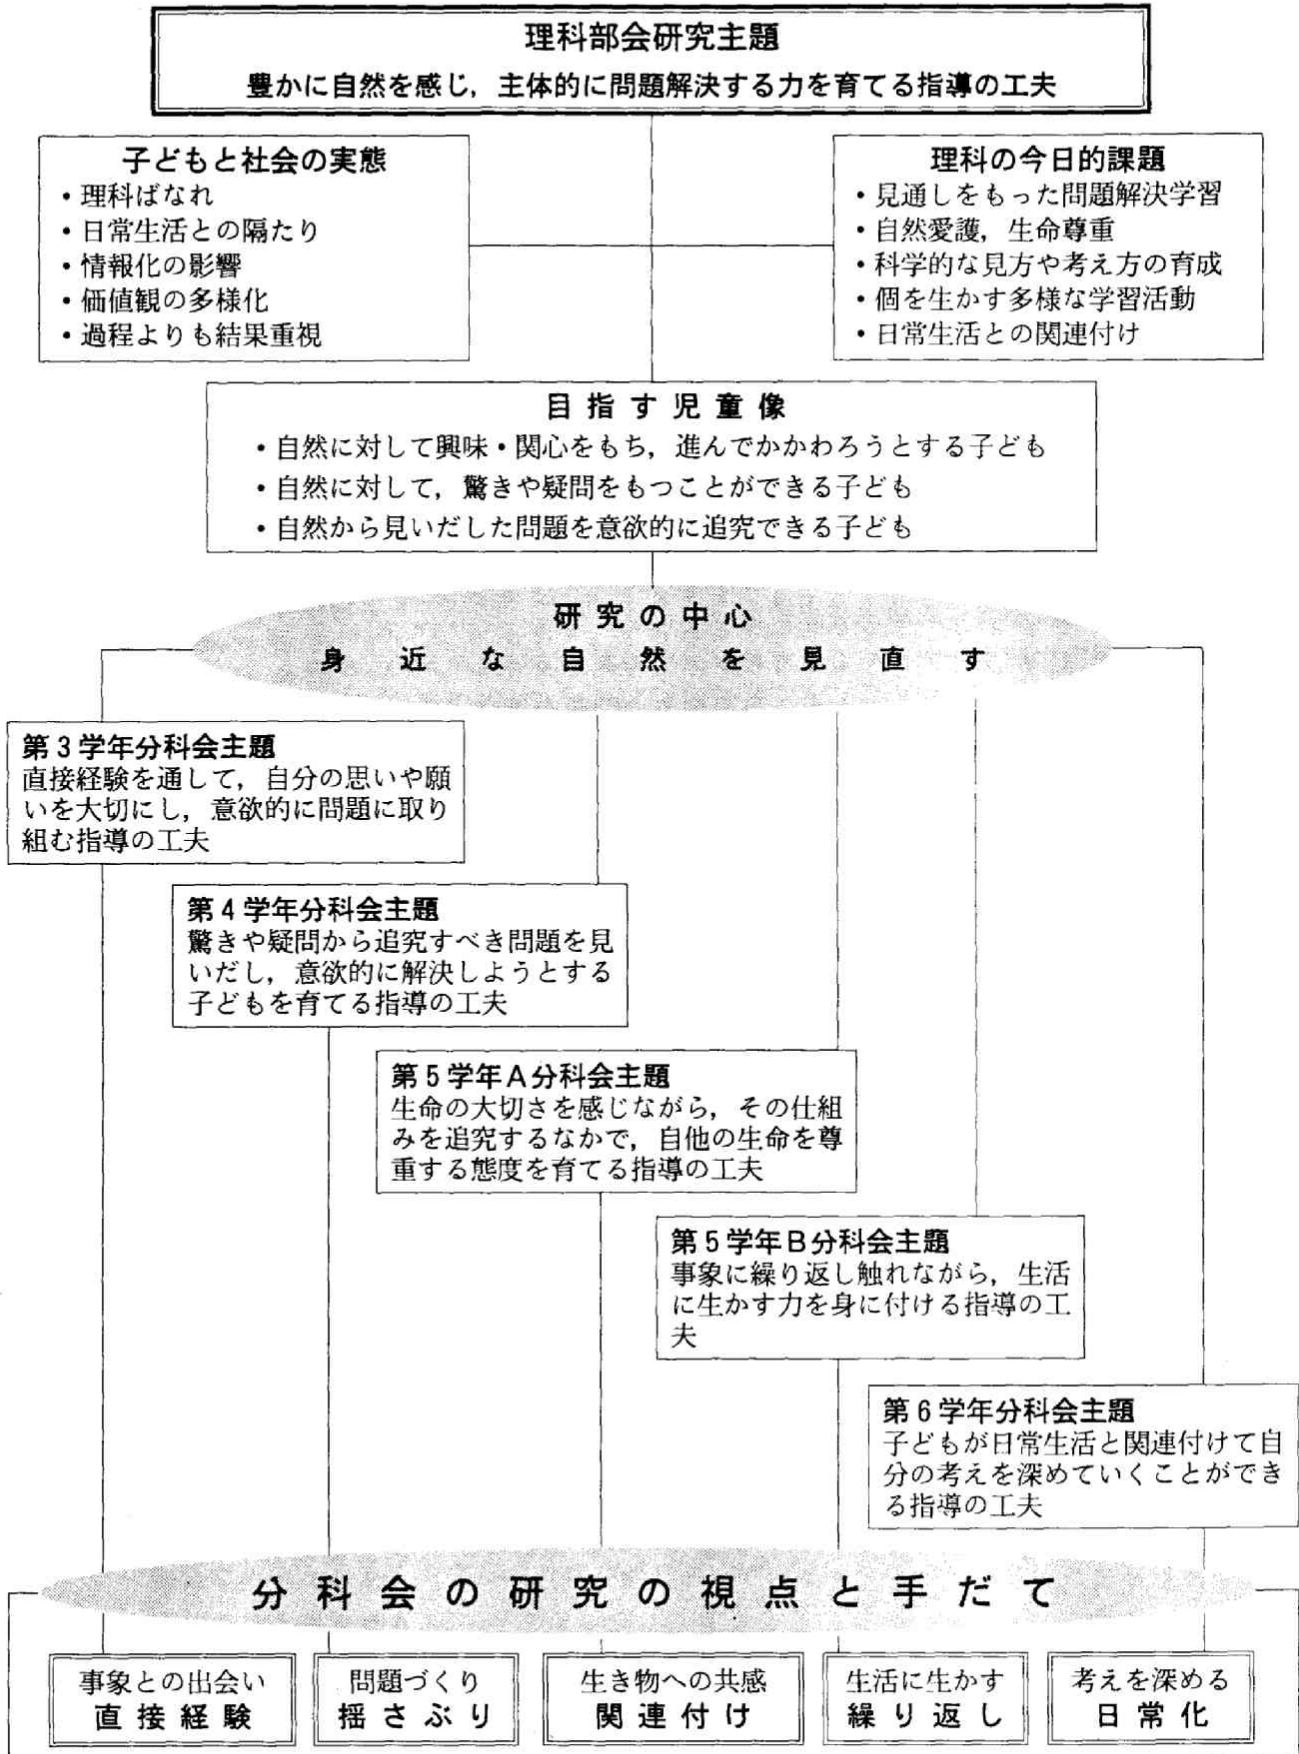 理科部会研究主題
豊かに自然を感じ，主体的に問題解決する力を育てる指導の工夫
子どもと社会の実態
・理科ばなれ
・日常生活との隔たり
・情報化の影響
・価値観の多様化
・過程よりも結果重視
理科の今日的課題
・見通しをもった問題解決学習
・自然愛護，生命尊重
・科学的な見方や考え方の育成
・個を生かす多様な学習活動
・日常生活との関連付け
目指す児童像
・自然に対して興味・関心をもち，進んでかかわろうとする子ども
・自然に対して，驚きや疑問をもつことができる子ども
・自然から見いだした問題を意欲的に追究できる子ども
研究の中心
身近な自然を見直す
第3学年分科会主題
直接経験を通して，自分の思いや願
いを大切にし，意欲的に問題に取り
組む指導の工夫
第4学年分科会主題
驚きや疑問から追究すべき問題を見
いだし，意欲的に解決しようとする
子どもを育てる指導の工夫
第5学年A分科会主題
生命の大切さを感じながら，その仕組
みを追究するなかで，自他の生命を尊
重する態度を育てる指導の工夫
第5学年B分科会主題
事象に繰り返し触れながら，生活
に生かす力を身に付ける指導の工
夫
第6学年分科会主題
子どもが日常生活と関連付けて自
分の考えを深めていくことができ
る指導の工夫
分科会の研究の視点と手だて
事象との出会い
直接経験
問題づくり
揺さぶり
生き物への共感
関連付け
生活に生かす
繰り返し
考えを深める
日常化